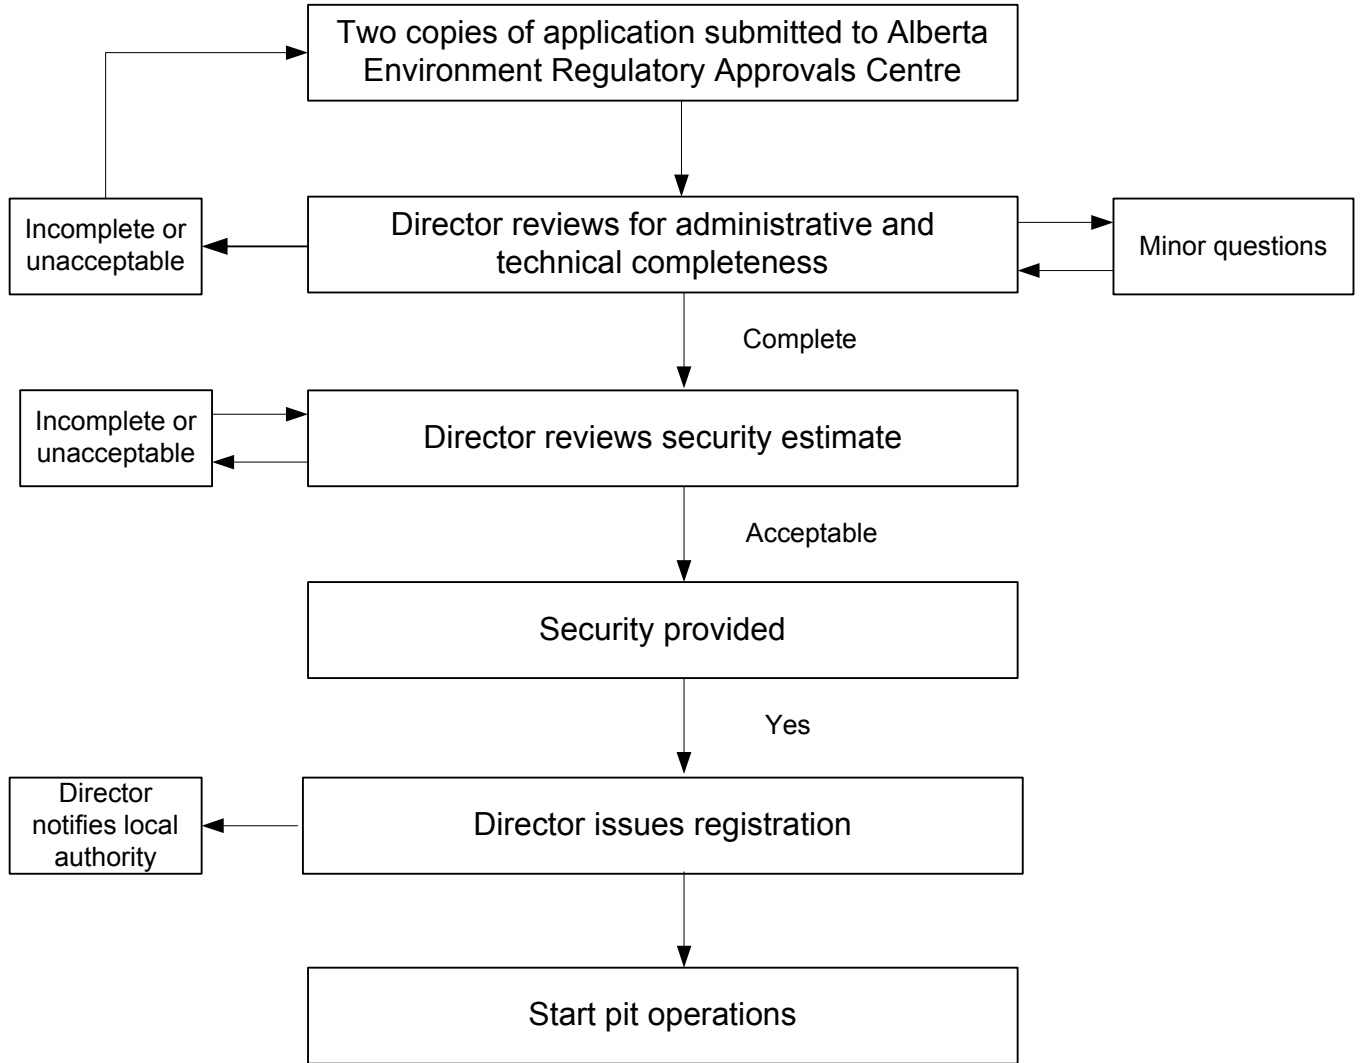 Two copies of application submitted to Alberta
Environment Regulatory Approvals Centre
Incomplete or
unacceptable
Director reviews for administrative and
technical completeness
Minor questions
Complete
Incomplete or
unacceptable
Director reviews security estimate
Acceptable
Security provided
Yes
Director
notifies local
authority
Director issues registration
Start pit operations